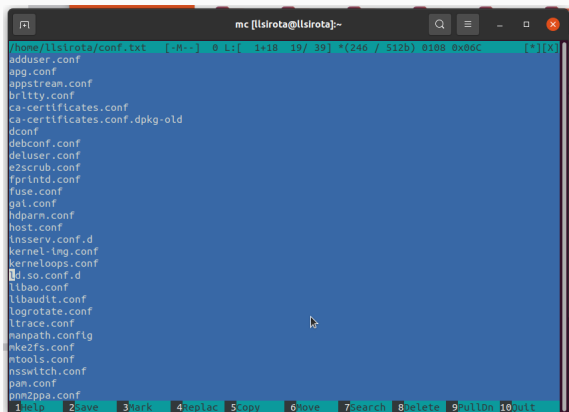 mc [llsirota@llsirota]:~
/home/llsirota/conf.txt [-M--] 0 L:[ 1+18 19/ 39] *(246 / 512b) 0108 0x06C [*][X]
adduser.conf
apg.conf
appstream.conf
brltty.conf
ca-certificates.conf
ca-certificates.conf.dpkg-old
dconf
debconf.conf
deluser.conf
e2scrub.conf
fprintd.conf
fuse.conf
gai.conf
hdparm.conf
host.conf
insserv.conf.d
kernel-img.conf
kerneloops.conf
ld.so.conf.d
libao.conf
libaudit.conf
logrotate.conf
ltrace.conf
manpath.config
mke2fs.conf
mtools.conf
nsswitch.conf
pam.conf
pnm2ppa.conf
1Help 2Save 3Mark 4Replac 5Copy 6Move 7Search 8Delete 9PullDn 10Quit